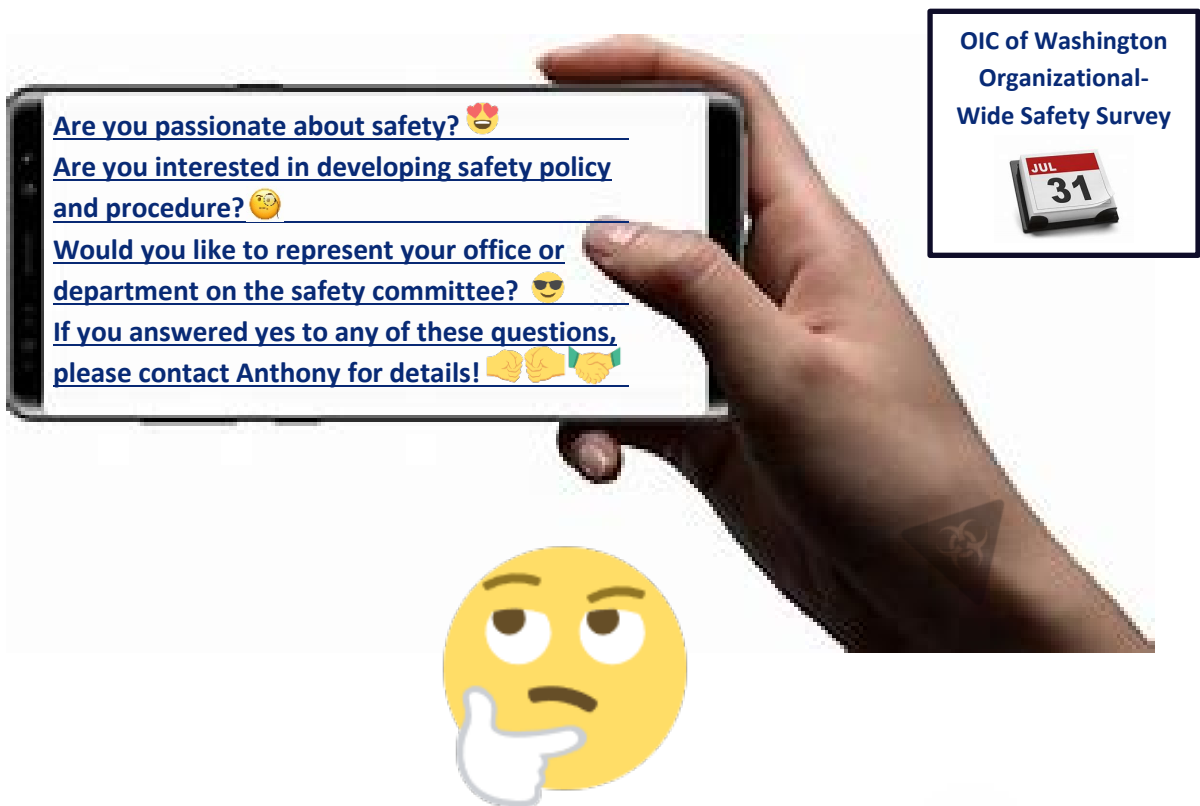 OIC of Washington
Organizational-
Wide Safety Survey
JUL
31
Are you passionate about safety? 😍
Are you interested in developing safety policy
and procedure? 🧐
Would you like to represent your office or
department on the safety committee? 😎
If you answered yes to any of these questions,
please contact Anthony for details! 🤜🤛🤝